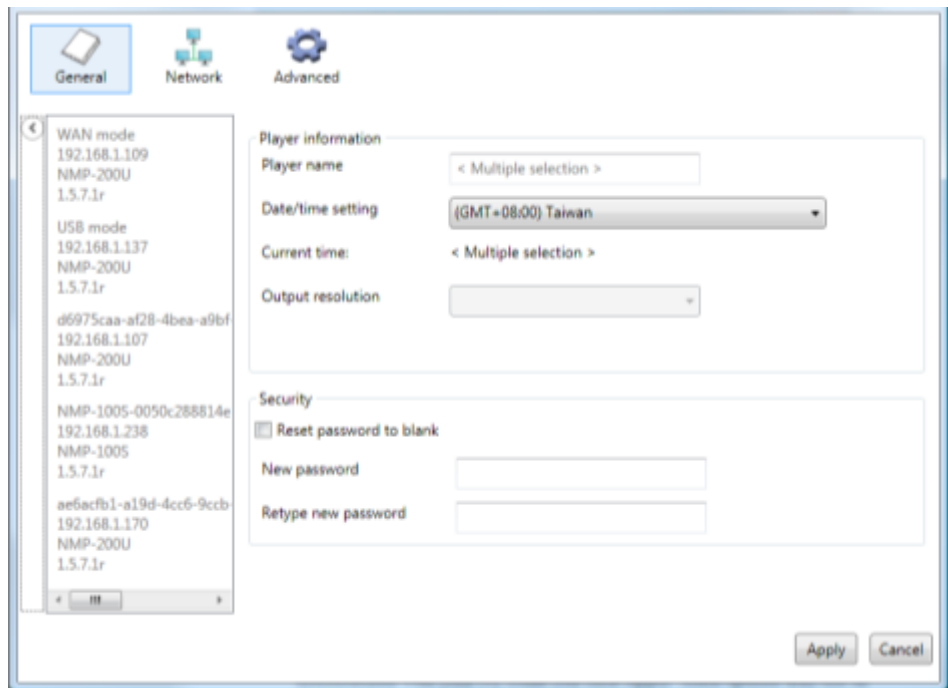 General
Network
Advanced
WAN mode
192.168.1.109
NMP-200U
1.5.7.1r
USB mode
192.168.1.137
NMP-200U
1.5.7.1r
d6975caa-af28-4bea-a9bf
192.168.1.107
NMP-200U
1.5.7.1r
NMP-100S-0050c288814e
192.168.1.238
NMP-100S
1.5.7.1r
ae6acfb1-a19d-4cc6-9ccb-
192.168.1.170
NMP-200U
1.5.7.1r
Player information
Player name < Multiple selection >
Date/time setting (GMT+08:00) Taiwan
Current time: < Multiple selection >
Output resolution
Security
Reset password to blank
New password
Retype new password
Apply Cancel